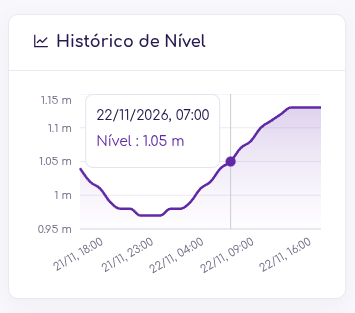 Histórico de Nível
1.15 m
22/11/2026, 07:00
1.1 m
Nível : 1.05 m
1.05 m
1 m
0.95 m
21/11, 18:00
21/11, 23:00
22/11, 04:00
22/11, 09:00
22/11, 16:00